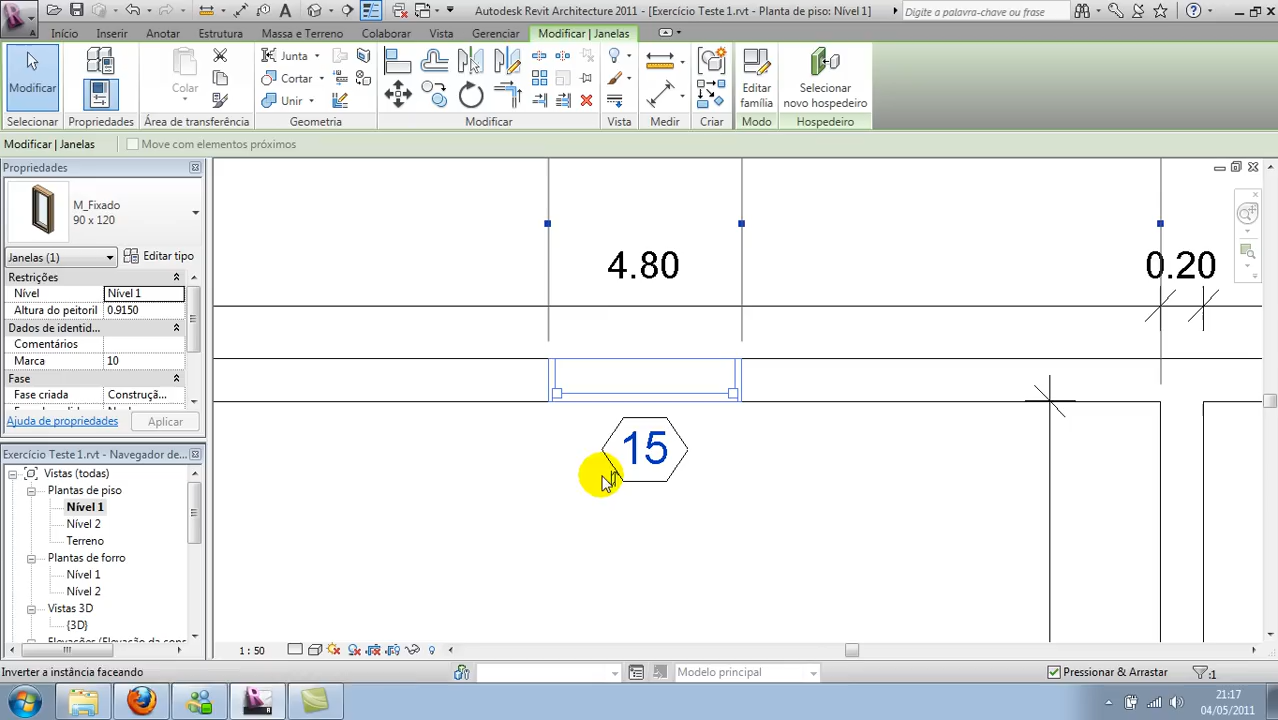 Autodesk Revit Architecture 2011 - [Exercício Teste 1.rvt - Planta de piso: Nível 1]
Digite a palavra-chave ou frase
Início
Inserir
Anotar
Estrutura
Massa e Terreno
Colaborar
Vista
Gerenciar
Modificar | Janelas
Modificar
Colar
Junta
Cortar
Unir
Editar
família
Selecionar
novo hospedeiro
Selecionar
Propriedades
Área de transferência
Geometria
Modificar
Vista
Medir
Criar
Modo
Hospedeiro
Modificar | Janelas
Move com elementos próximos
Propriedades
M_Fixado
90 x 120
Janelas (1)
Editar tipo
Restrições
Nível
Nível 1
Altura do peitoril
0.9150
Dados de identid...
Comentários
Marca
10
Fase
Fase criada
Construçã...
Ajuda de propriedades
Aplicar
Exercício Teste 1.rvt - Navegador de...
Vistas (todas)
Plantas de piso
Nível 1
Nível 2
Terreno
Plantas de forro
Nível 1
Nível 2
Vistas 3D
{3D}
4.80
0.20
15
1 : 50
Inverter a instância faceando
Modelo principal
Pressionar & Arrastar
:1
21:17
04/05/2011